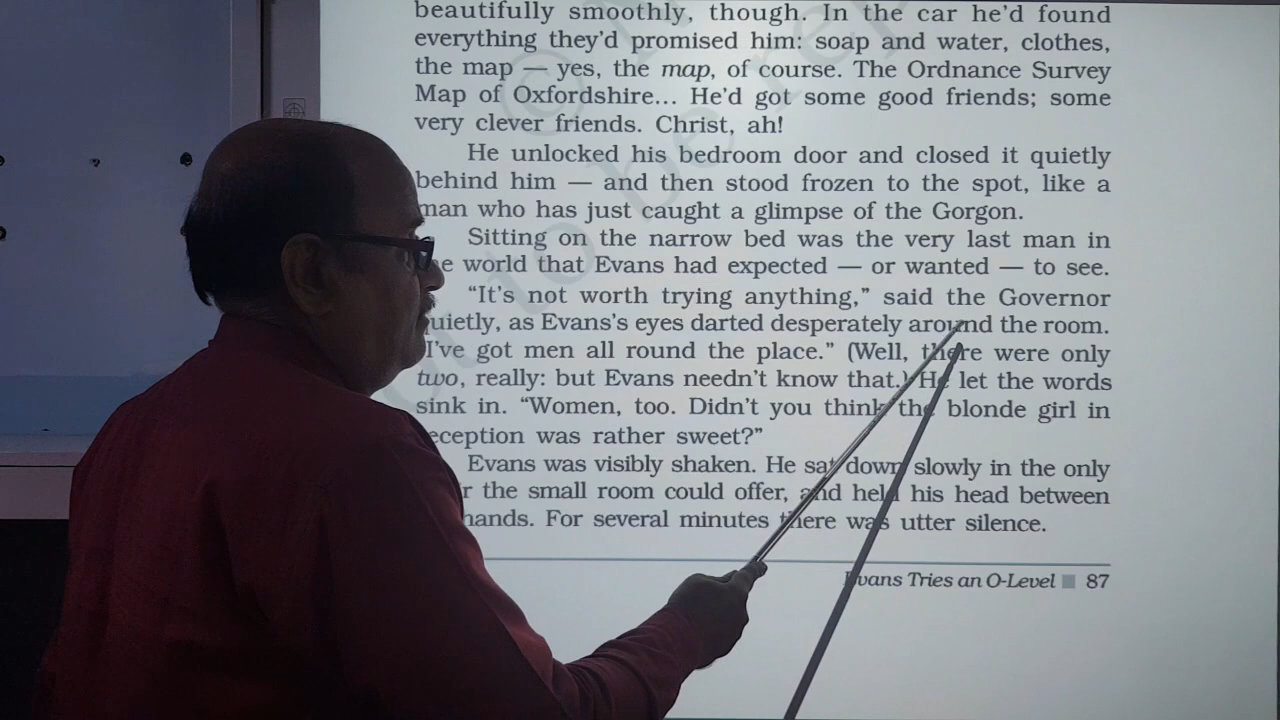 beautifully smoothly, though. In the car he'd found
everything they'd promised him: soap and water, clothes,
the map — yes, the map, of course. The Ordnance Survey
Map of Oxfordshire... He'd got some good friends; some
very clever friends. Christ, ah!
He unlocked his bedroom door and closed it quietly
behind him — and then stood frozen to the spot, like a
man who has just caught a glimpse of the Gorgon.
Sitting on the narrow bed was the very last man in
world that Evans had expected — or wanted — to see.
"It's not worth trying anything," said the Governor
quietly, as Evans's eyes darted desperately around the room.
"I've got men all round the place." (Well, there were only
two, really: but Evans needn't know that.) He let the words
sink in. "Women, too. Didn't you think the blonde girl in
reception was rather sweet?"
Evans was visibly shaken. He sat down slowly in the only
the small room could offer, and held his head between
hands. For several minutes there was utter silence.
Evans Tries an O-Level 87